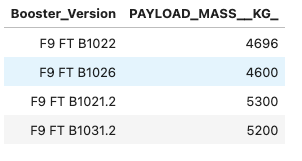 Booster_Version PAYLOAD_MASS__KG_
F9 FT B1022 4696
F9 FT B1026 4600
F9 FT B1021.2 5300
F9 FT B1031.2 5200